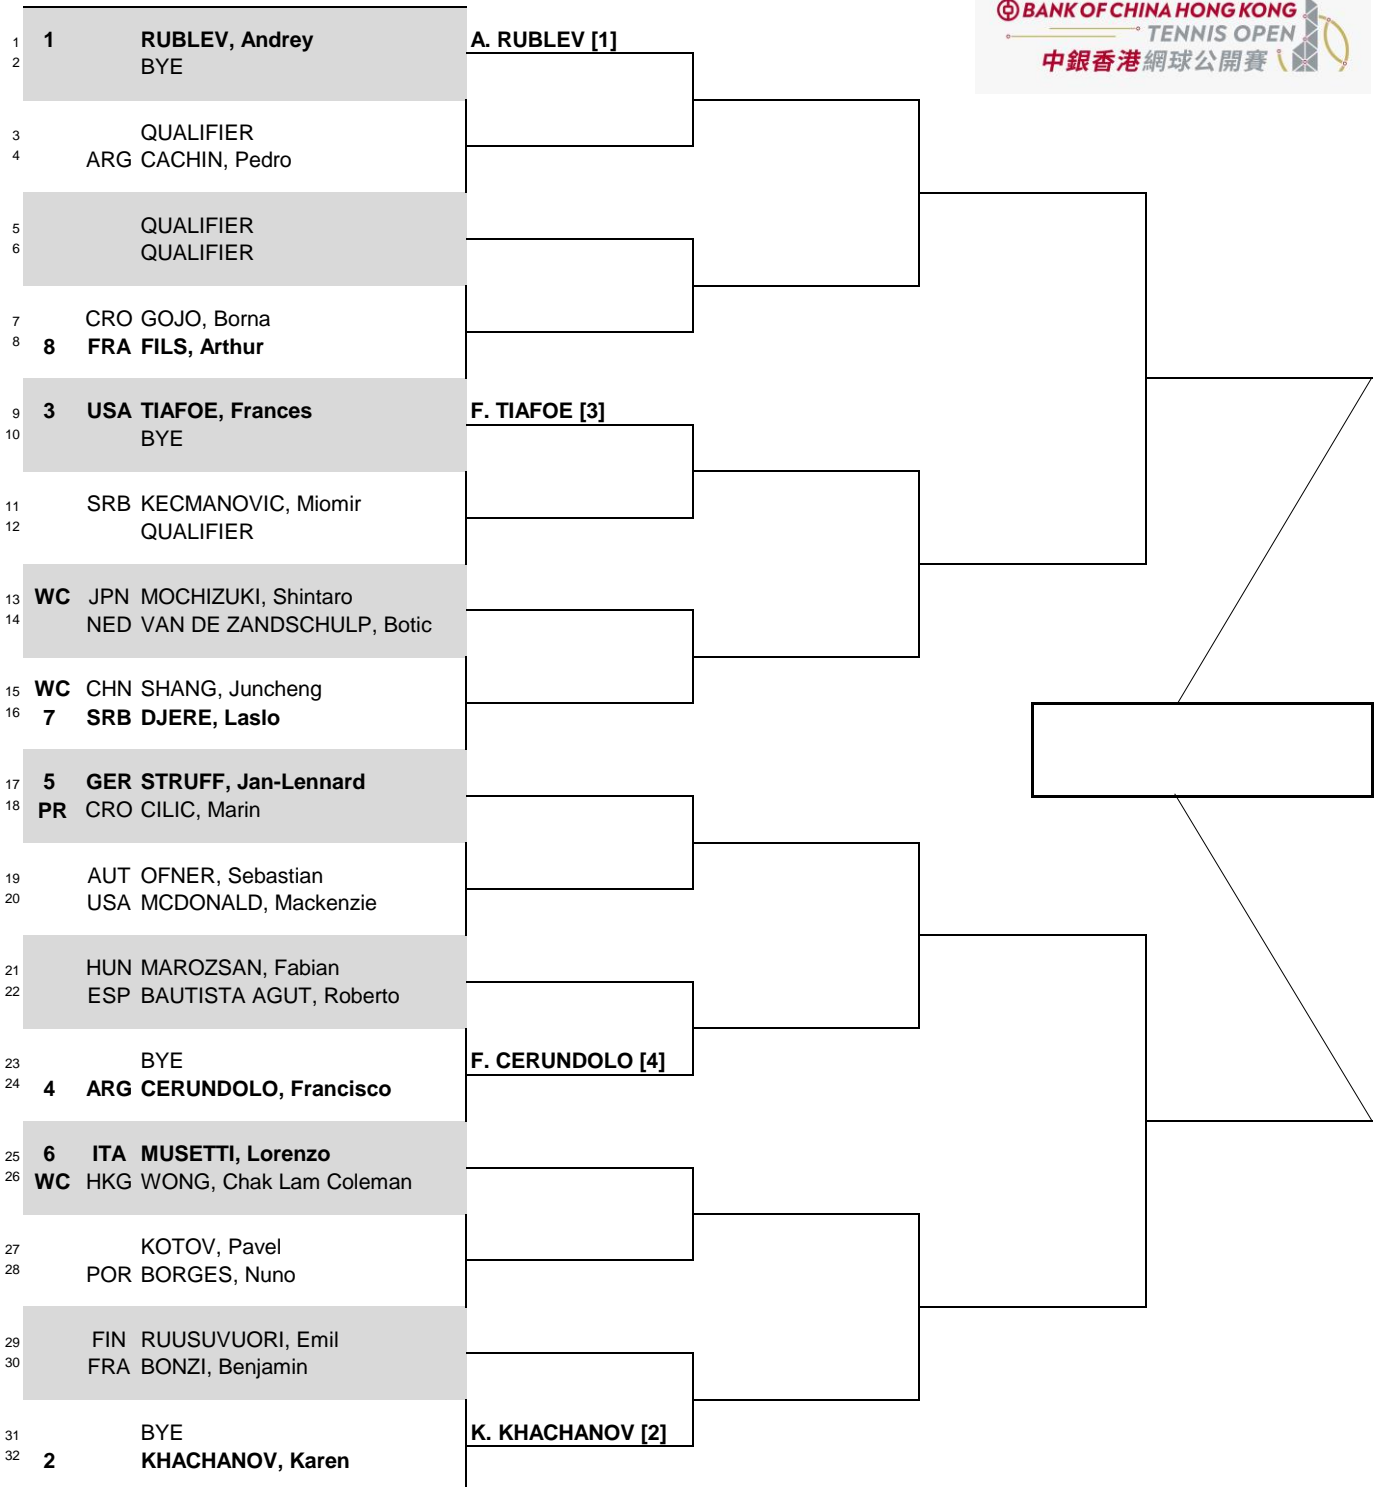 BANK OF CHINA HONG KONG
TENNIS OPEN
中銀香港網球公開賽
1 1 RUBLEV, Andrey A. RUBLEV [1]
2 BYE
3 QUALIFIER
4 ARG CACHIN, Pedro
5 QUALIFIER
6 QUALIFIER
7 CRO GOJO, Borna
8 8 FRA FILS, Arthur
9 3 USA TIAFOE, Frances F. TIAFOE [3]
10 BYE
11 SRB KECMANOVIC, Miomir
12 QUALIFIER
13 WC JPN MOCHIZUKI, Shintaro
14 NED VAN DE ZANDSCHULP, Botic
15 WC CHN SHANG, Juncheng
16 7 SRB DJERE, Laslo
17 5 GER STRUFF, Jan-Lennard
18 PR CRO CILIC, Marin
19 AUT OFNER, Sebastian
20 USA MCDONALD, Mackenzie
21 HUN MAROZSAN, Fabian
22 ESP BAUTISTA AGUT, Roberto
23 BYE F. CERUNDOLO [4]
24 4 ARG CERUNDOLO, Francisco
25 6 ITA MUSETTI, Lorenzo
26 WC HKG WONG, Chak Lam Coleman
27 KOTOV, Pavel
28 POR BORGES, Nuno
29 FIN RUUSUVUORI, Emil
30 FRA BONZI, Benjamin
31 BYE K. KHACHANOV [2]
32 2 KHACHANOV, Karen